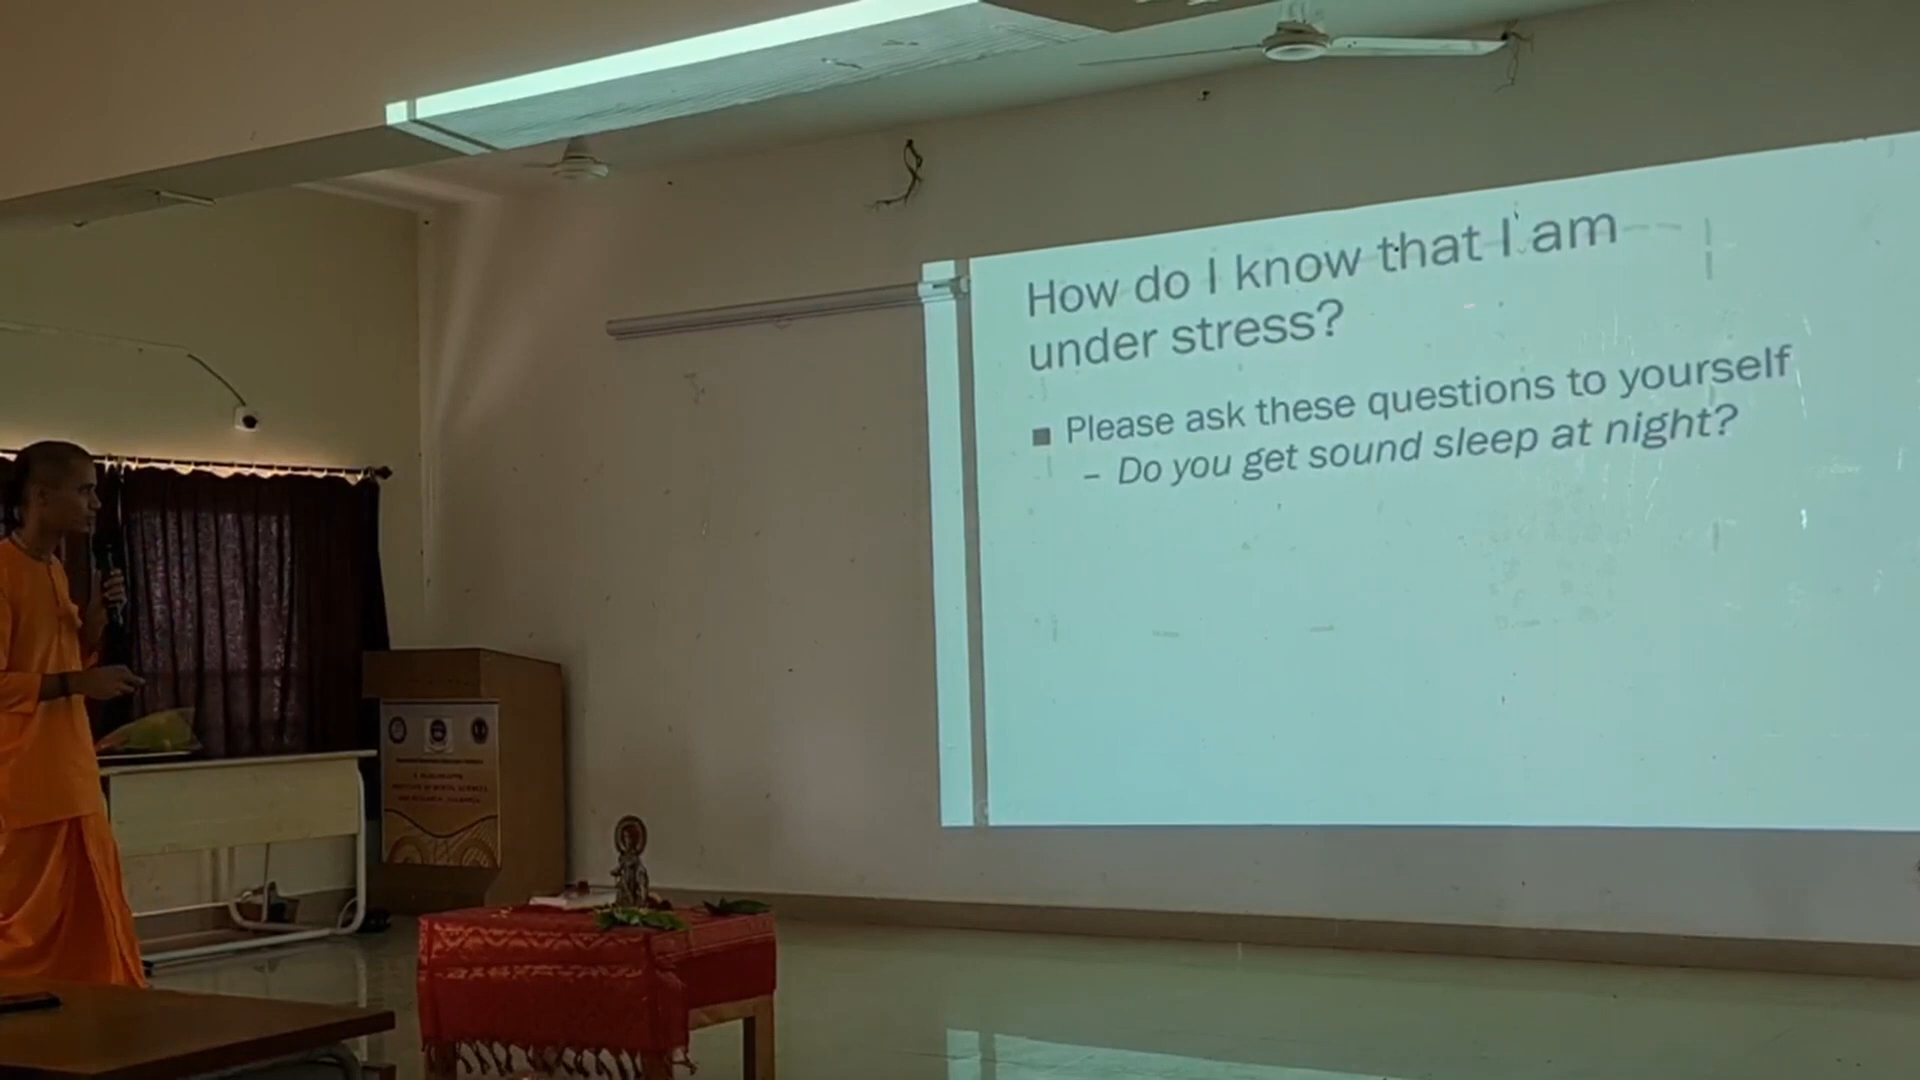 How do I know that I am
under stress?
Please ask these questions to yourself
– Do you get sound sleep at night?